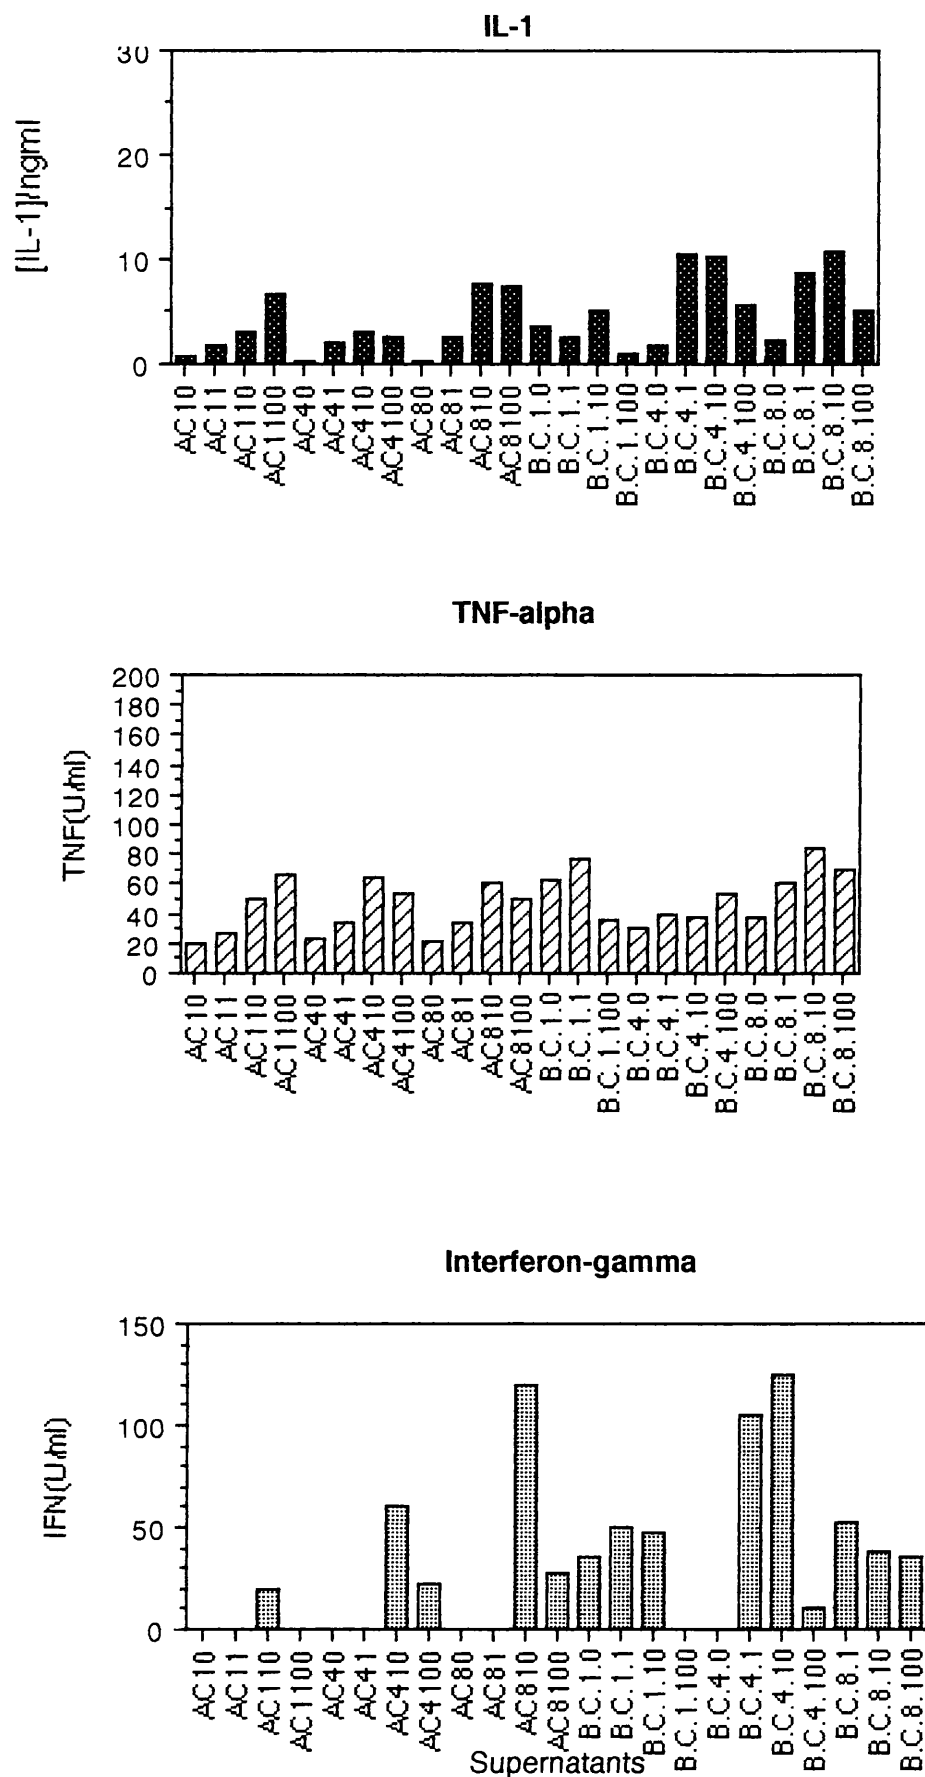 IL-1
[IL-1]/ngml
30
20
10
0
AC10
AC11
AC110
AC1100
AC40
AC41
AC410
AC4100
AC80
AC81
AC810
AC8100
B.C.1.0
B.C.1.1
B.C.1.10
B.C.1.100
B.C.4.0
B.C.4.1
B.C.4.10
B.C.4.100
B.C.8.0
B.C.8.1
B.C.8.10
B.C.8.100
TNF-alpha
TNF(U/ml)
200
180
160
140
120
100
80
60
40
20
0
AC10
AC11
AC110
AC1100
AC40
AC41
AC410
AC4100
AC80
AC81
AC810
AC8100
B.C.1.0
B.C.1.1
B.C.1.100
B.C.4.0
B.C.4.1
B.C.4.10
B.C.4.100
B.C.8.0
B.C.8.1
B.C.8.10
B.C.8.100
Interferon-gamma
IFN(U/ml)
150
100
50
0
AC10
AC11
AC110
AC1100
AC40
AC41
AC410
AC4100
AC80
AC81
AC810
AC8100
B.C.1.0
B.C.1.1
B.C.1.10
B.C.1.100
B.C.4.0
B.C.4.1
B.C.4.10
B.C.4.100
B.C.8.1
B.C.8.10
B.C.8.100
Supernatants